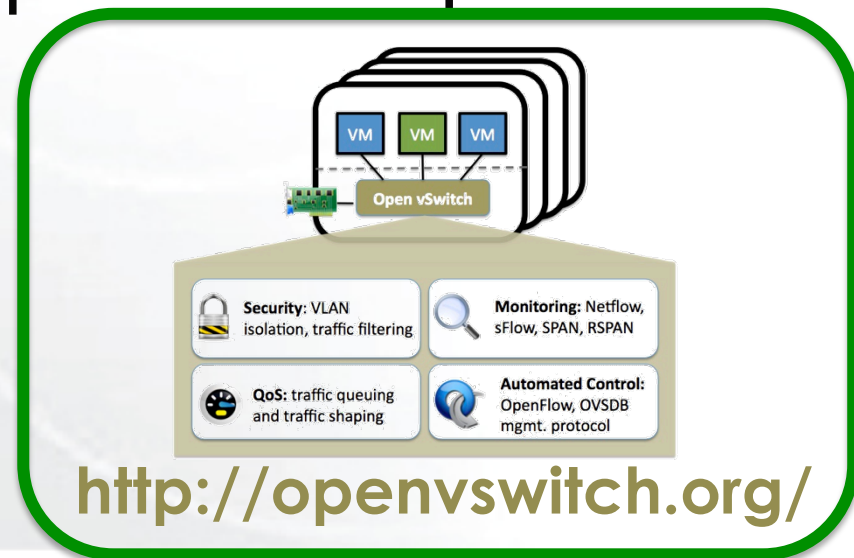 VM
VM
VM
Open vSwitch
Security: VLAN
isolation, traffic filtering
Monitoring: Netflow,
sFlow, SPAN, RSPAN
QoS: traffic queuing
and traffic shaping
Automated Control:
OpenFlow, OVSDB
mgmt. protocol
http://openvswitch.org/